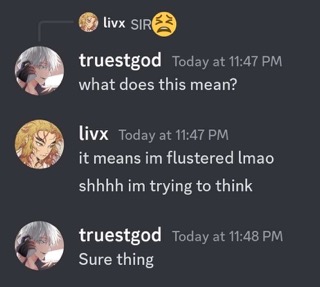 livx SIR😫
truestgod Today at 11:47 PM
what does this mean?
livx Today at 11:47 PM
it means im flustered lmao
shhhh im trying to think
truestgod Today at 11:48 PM
Sure thing